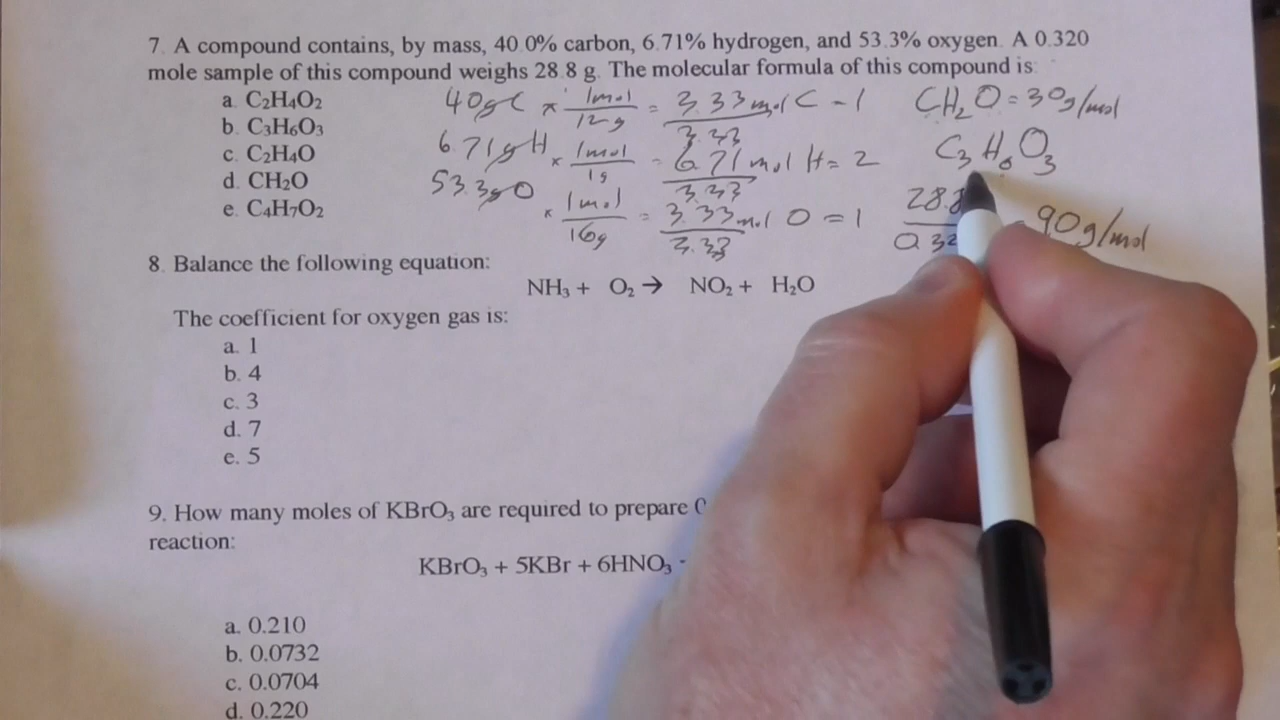 7. A compound contains, by mass, 40.0% carbon, 6.71% hydrogen, and 53.3% oxygen. A 0.320
mole sample of this compound weighs 28.8 g. The molecular formula of this compound is:
a. C₂H₄O₂
b. C₃H₆O₃
c. C₂H₄O
d. CH₂O
e. C₄H₇O₂
40g C × 1mol / 12g = 3.33 mol C / 3.33 - 1
6.71g H × 1mol / 1g = 6.71 mol H / 3.33 = 2
53.3g O × 1mol / 16g = 3.33 mol O / 3.33 = 1
CH₂O = 30g/mol
C₃H₆O₃
28.8
0.32
90g/mol
8. Balance the following equation:
NH₃ + O₂ → NO₂ + H₂O
The coefficient for oxygen gas is:
a. 1
b. 4
c. 3
d. 7
e. 5
9. How many moles of KBrO₃ are required to prepare
reaction:
KBrO₃ + 5KBr + 6HNO₃
a. 0.210
b. 0.0732
c. 0.0704
d. 0.220